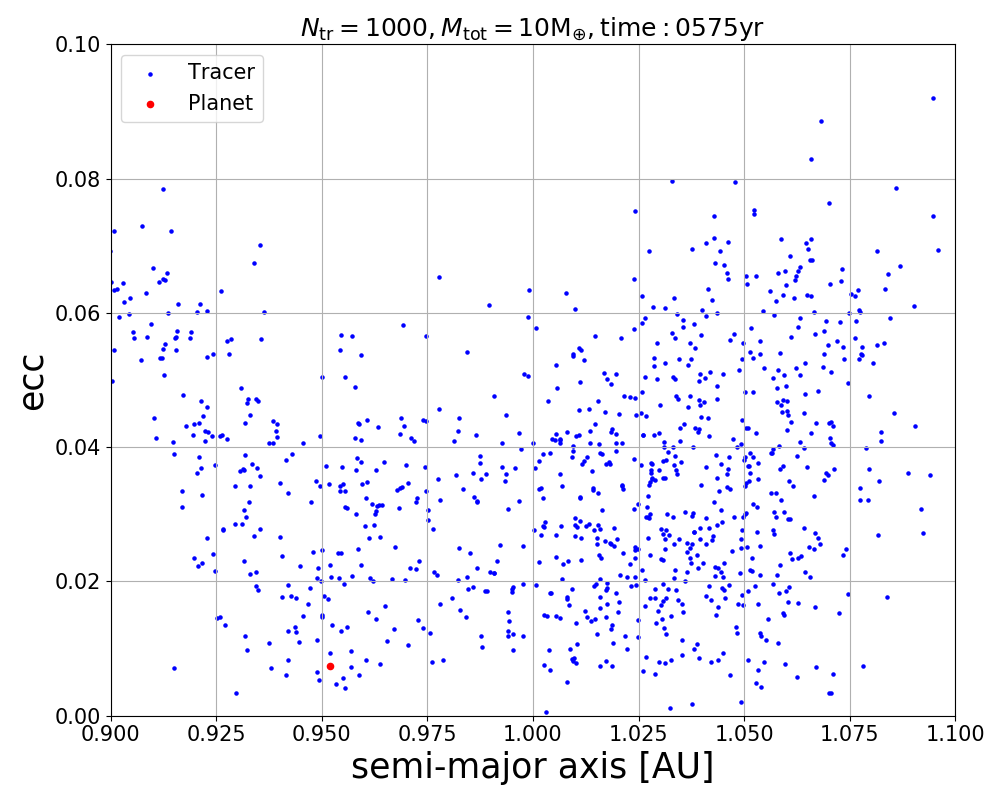 N_tr = 1000, M_tot = 10M_⊕, time : 0575yr
Tracer
Planet
0.10
0.08
0.06
0.04
0.02
0.00
ecc
0.900 0.925 0.950 0.975 1.000 1.025 1.050 1.075 1.100
semi-major axis [AU]